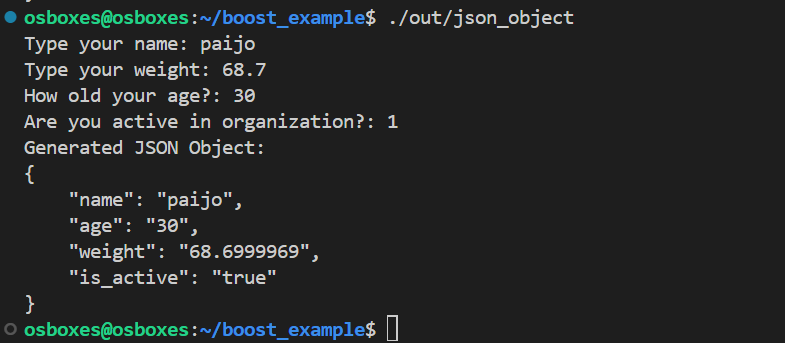 osboxes@osboxes:~/boost_example$ ./out/json_object
Type your name: paijo
Type your weight: 68.7
How old your age?: 30
Are you active in organization?: 1
Generated JSON Object:
{
    "name": "paijo",
    "age": "30",
    "weight": "68.6999969",
    "is_active": "true"
}
osboxes@osboxes:~/boost_example$